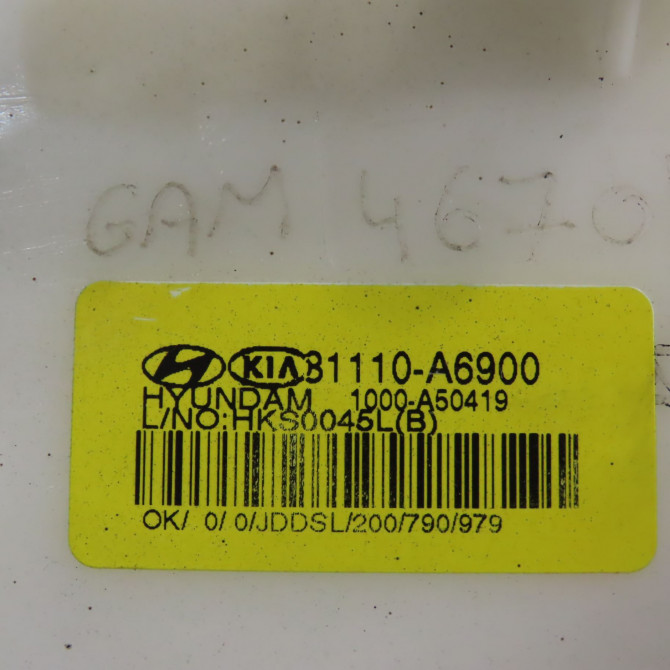 GAM 4670
KIA 31110-A6900
HYUNDAM 1000-A50419
L/NO:HKS0045L(B)
OK/ 0/ 0/JDDSL/200/790/979